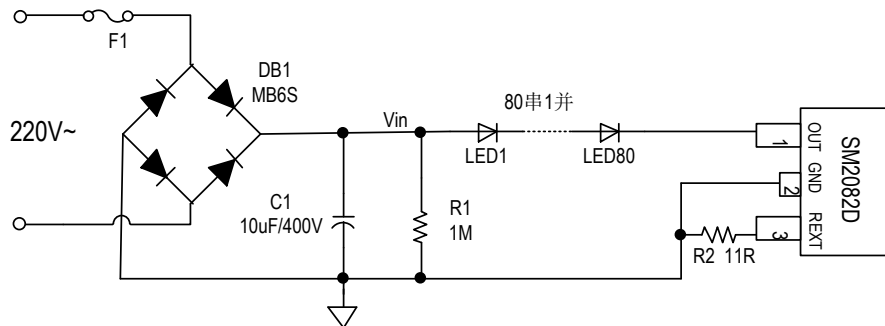 F1
220V~
DB1
MB6S
C1
10uF/400V
Vin
R1
1M
80串1并
LED1
LED80
1
OUT
2
GND
3
REXT
SM2082D
R2 11R